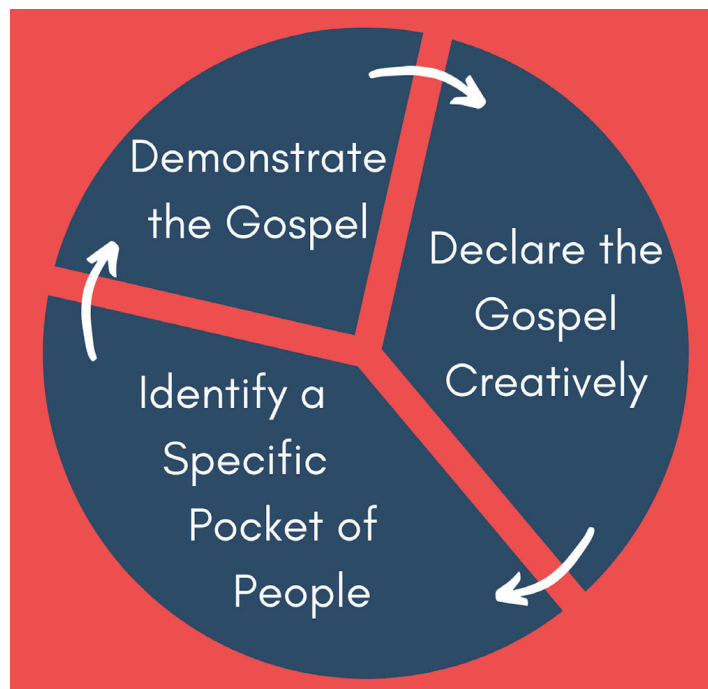 Demonstrate
the Gospel
Declare the
Gospel
Creatively
Identify a
Specific
Pocket of
People